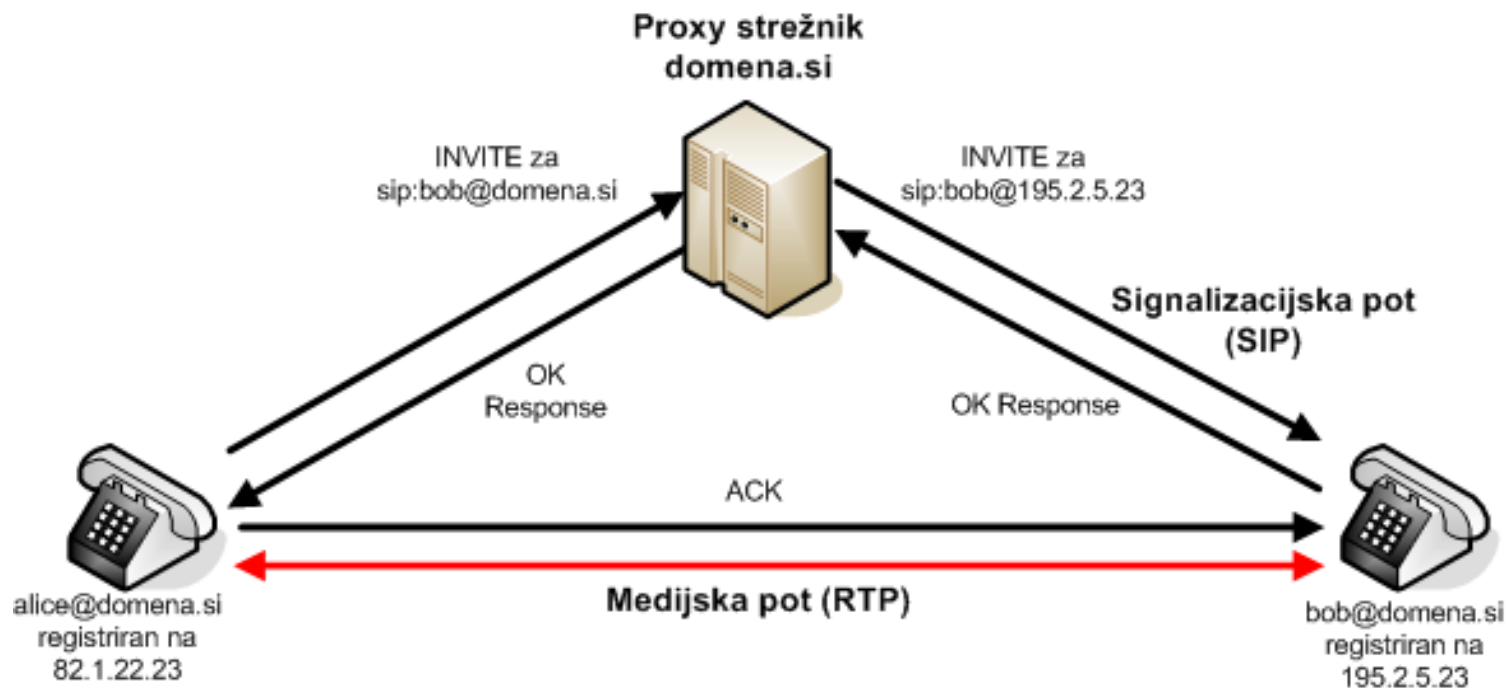 Proxy strežnik
domena.si
INVITE za
sip:bob@domena.si
INVITE za
sip:bob@195.2.5.23
Signalizacijska pot
(SIP)
OK
Response
OK Response
ACK
Medijska pot (RTP)
alice@domena.si
registriran na
82.1.22.23
bob@domena.si
registriran na
195.2.5.23